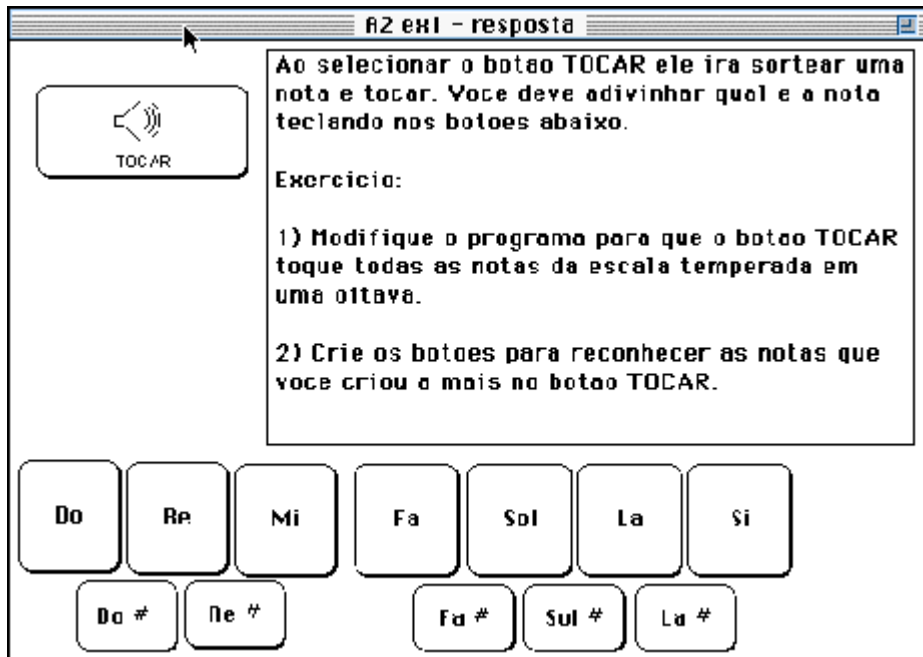 A2 ex1 - resposta
Ao selecionar o botao TOCAR ele ira sortear uma
nota e tocar. Voce deve adivinhar qual e a nota
teclando nos botoes abaixo.
TOCAR
Exercicio:
1) Modifique o programa para que o botao TOCAR
toque todas as notas da escala temperada em
uma oitava.
2) Crie os botoes para reconhecer as notas que
voce criou a mais no botao TOCAR.
Do Re Mi Fa Sol La Si
Do # Re # Fa # Sol # La #